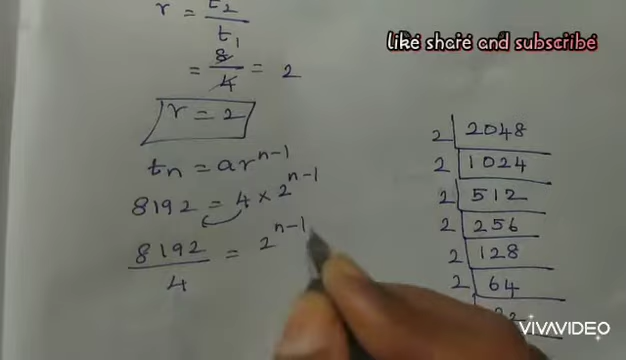 r = t2/t1
like share and subscribe
= 8/4 = 2
r = 2
tn = ar^n-1
8192 = 4 × 2^n-1
8192/4 = 2^n-1
2 | 2048
2 | 1024
2 | 512
2 | 256
2 | 128
2 | 64
VIVAVIDEO